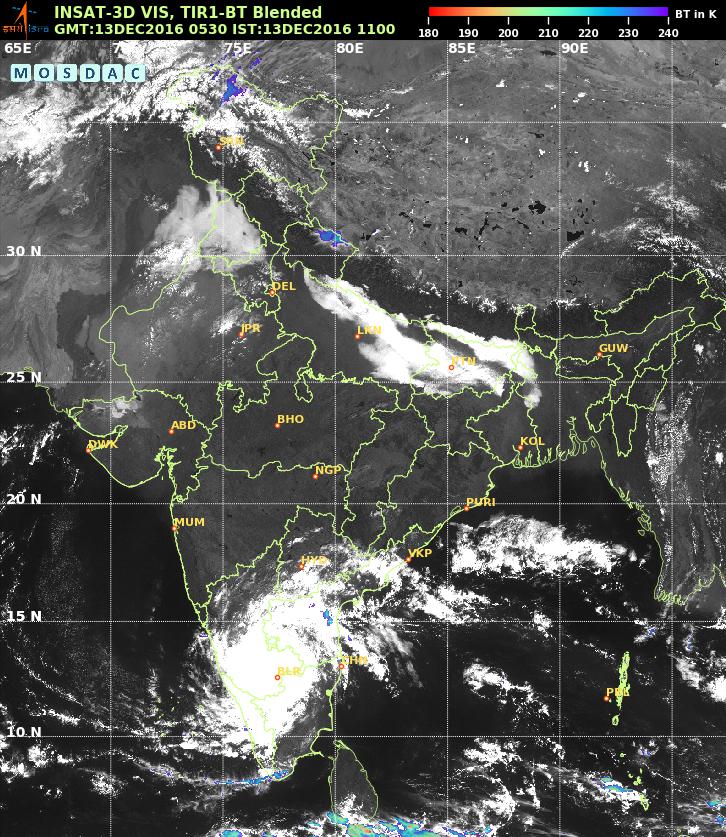 INSAT-3D VIS, TIR1-BT Blended
GMT:13DEC2016 0530 IST:13DEC2016 1100
BT in K
180 190 200 210 220 230 240
65E 70E 75E 80E 85E 90E
MOSDAC
SRN
30 N
DEL
JPR
LKN
GUW
PTN
25 N
ABD
BHO
DWK
KOL
NGP
20 N
PURI
MUM
VKP
HYD
15 N
CHN
BLR
PBL
10 N